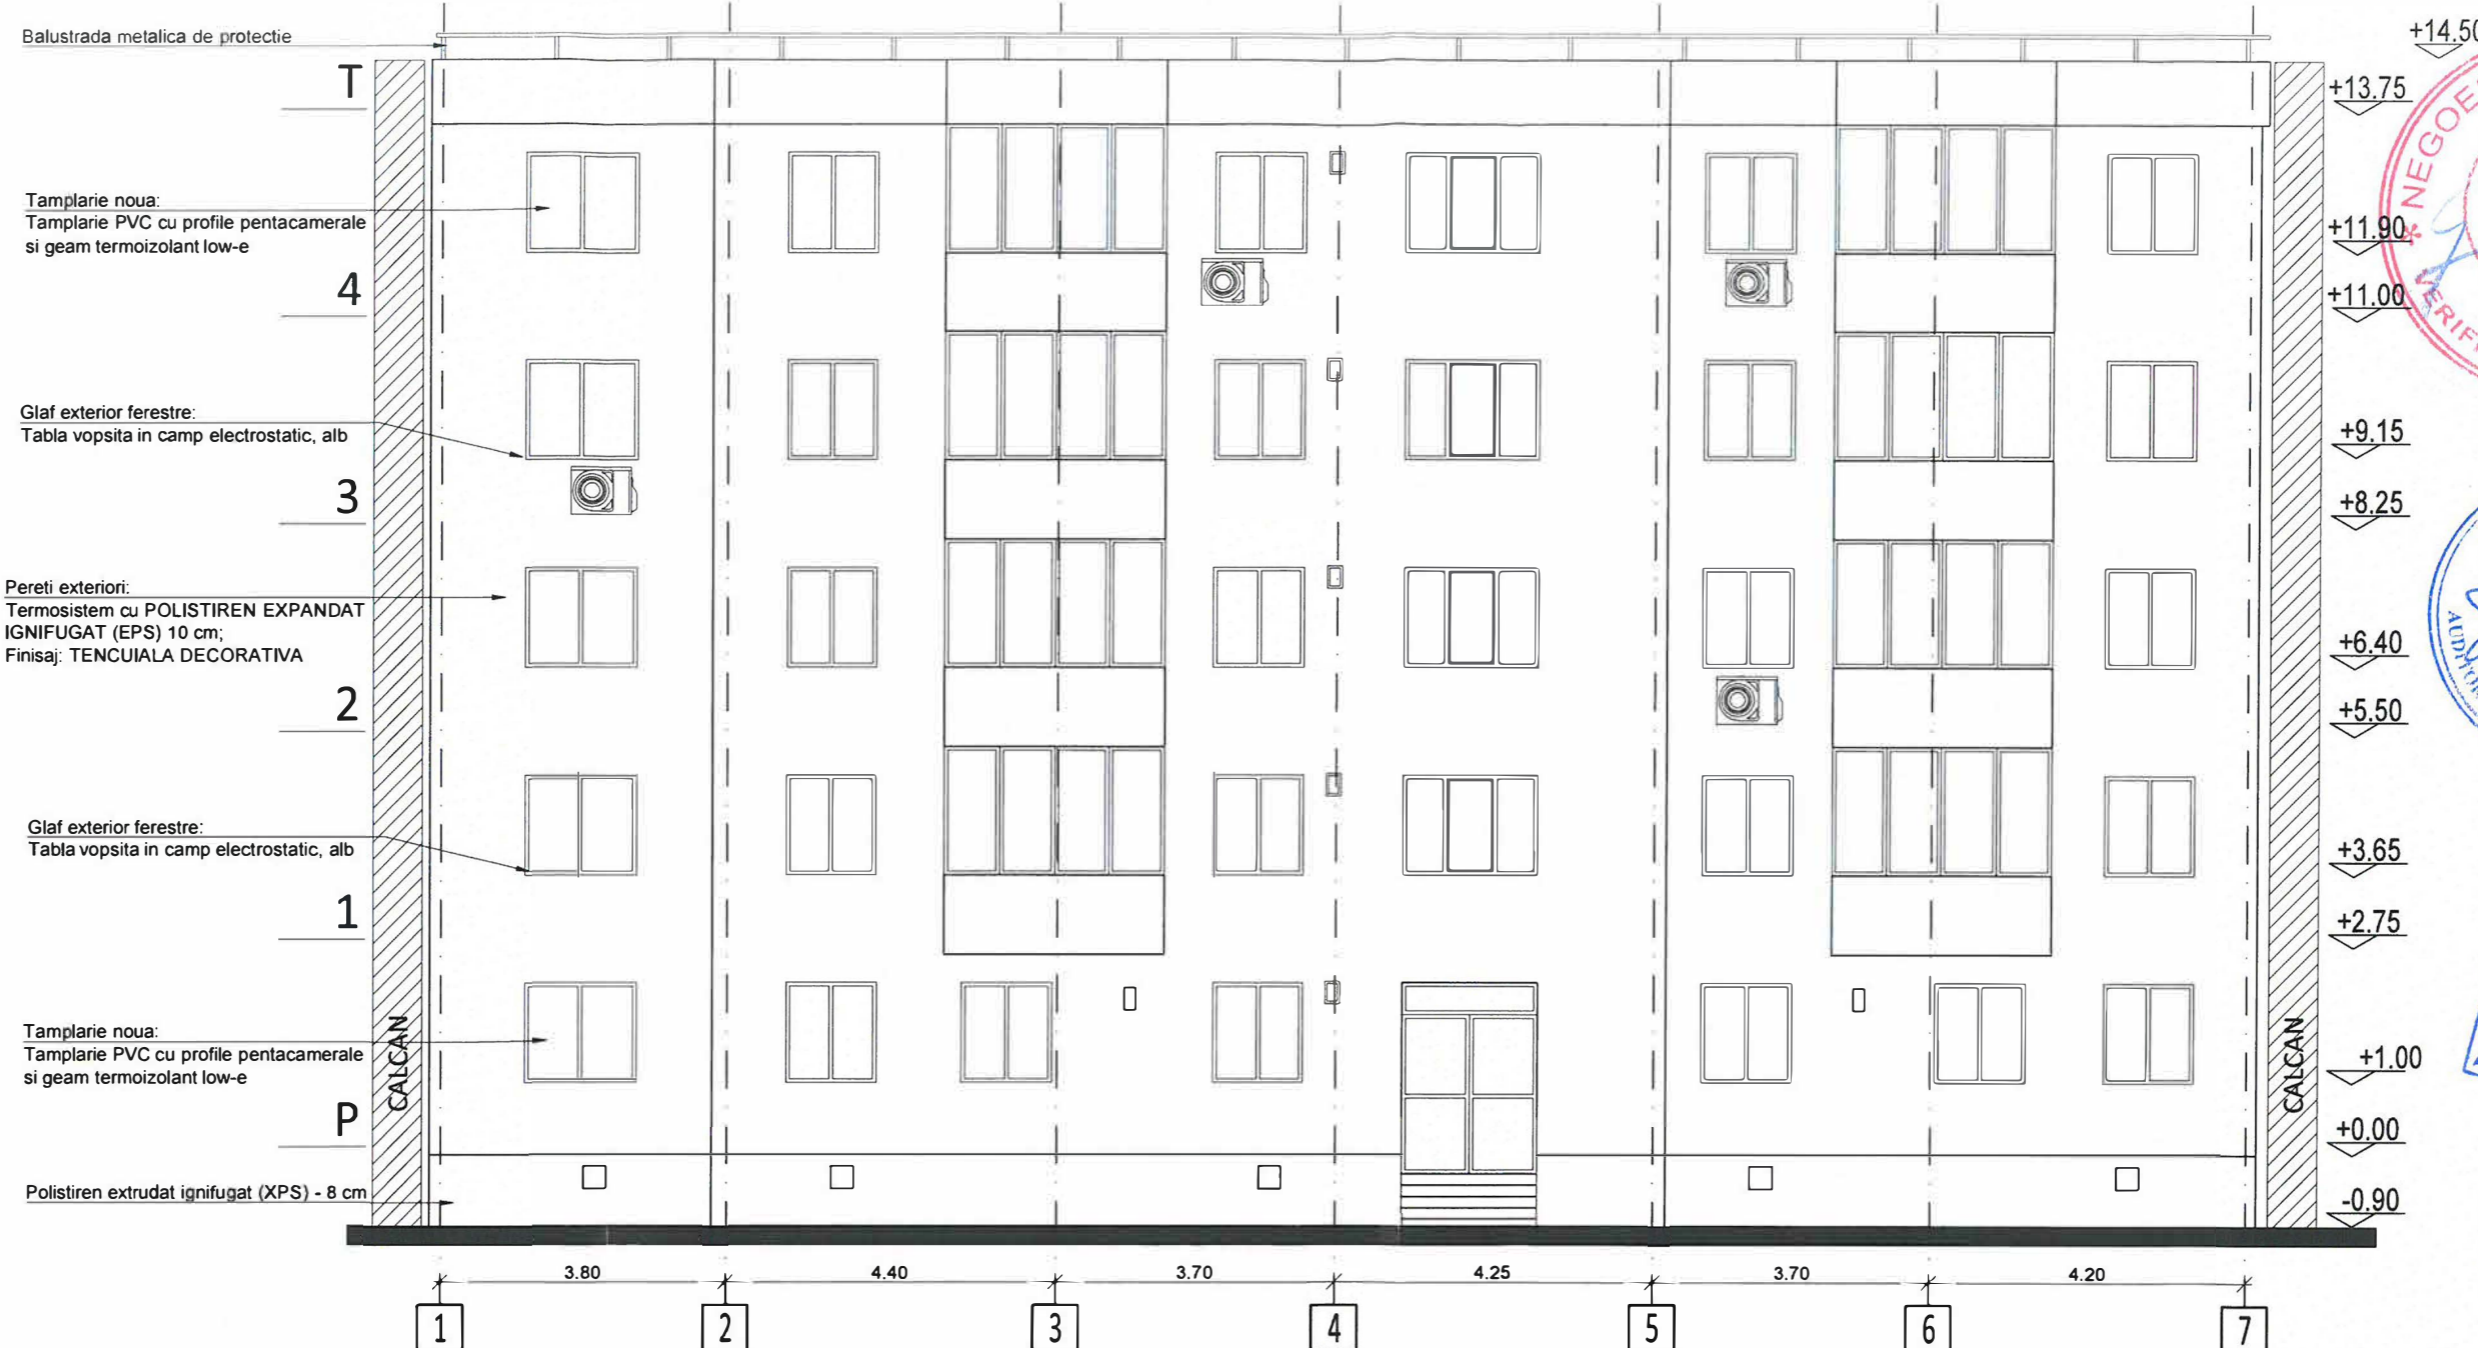 Balustrada metalica de protectie
T
Tamplarie noua:
Tamplarie PVC cu profile pentacamerale
si geam termoizolant low-e
4
Glaf exterior ferestre:
Tabla vopsita in camp electrostatic, alb
3
Pereti exteriori:
Termosistem cu POLISTIREN EXPANDAT
IGNIFUGAT (EPS) 10 cm;
Finisaj: TENCUIALA DECORATIVA
2
Glaf exterior ferestre:
Tabla vopsita in camp electrostatic, alb
1
Tamplarie noua:
Tamplarie PVC cu profile pentacamerale
si geam termoizolant low-e
P
Polistiren extrudat ignifugat (XPS) - 8 cm
CALCAN
CALCAN
+14.50
+13.75
+11.90
+11.00
+9.15
+8.25
+6.40
+5.50
+3.65
+2.75
+1.00
+0.00
-0.90
3.80
4.40
3.70
4.25
3.70
4.20
1
2
3
4
5
6
7